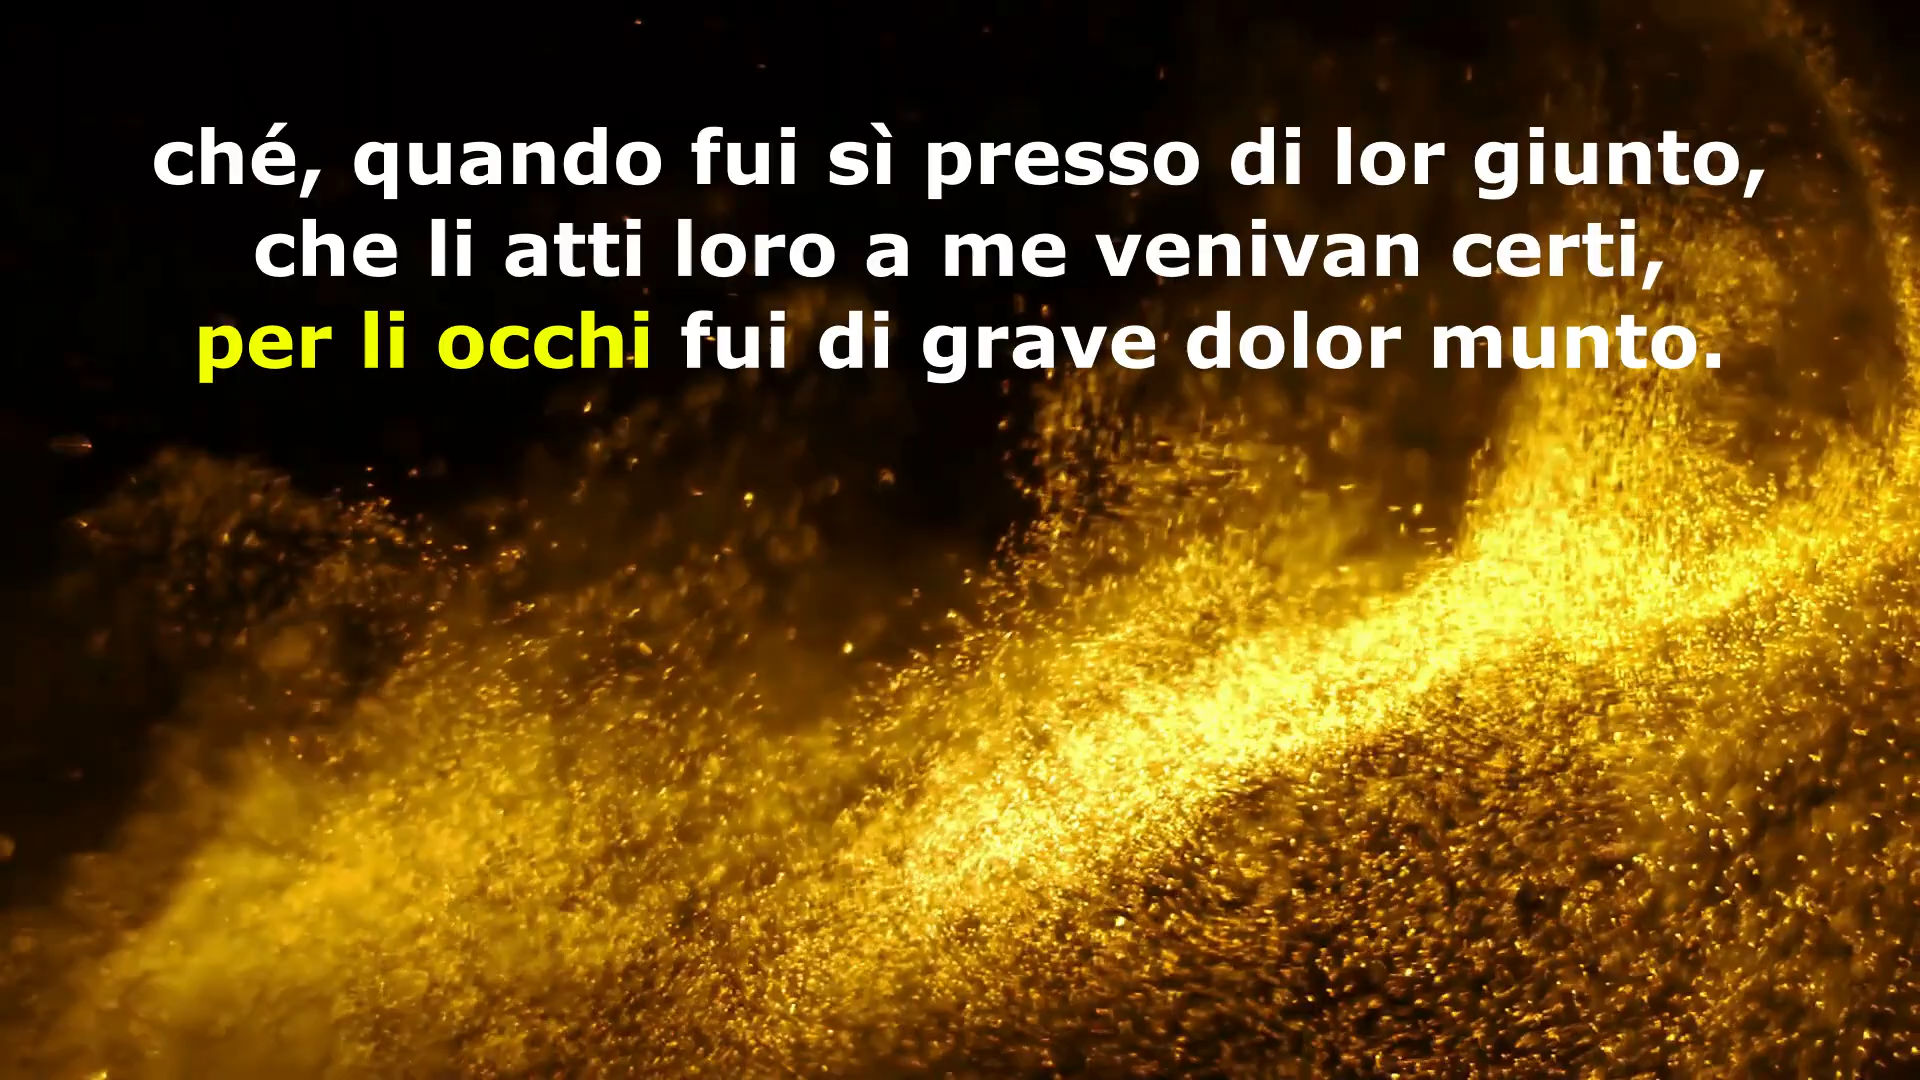 ché, quando fui sì presso di lor giunto,
che li atti loro a me venivan certi,
per li occhi fui di grave dolor munto.